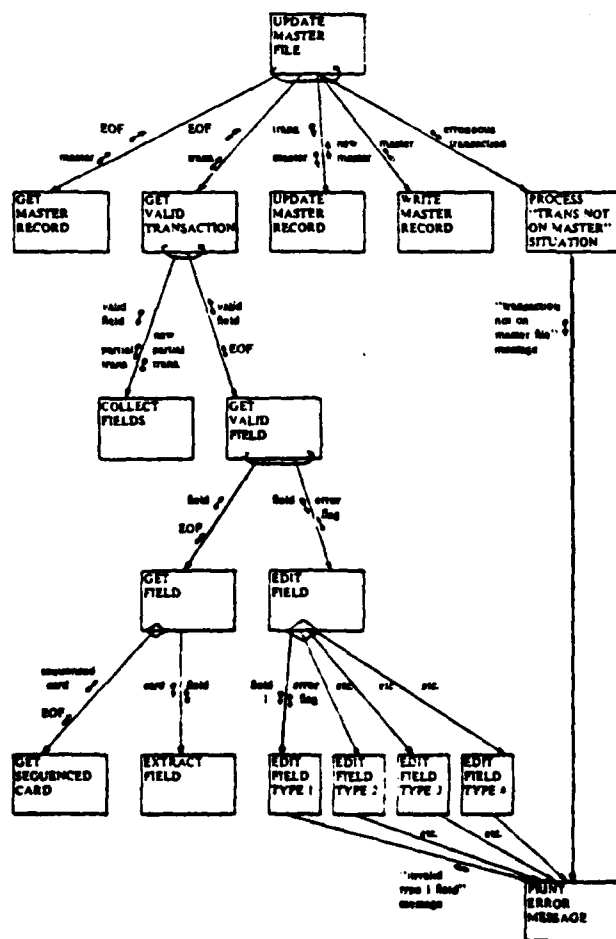 UPDATE
MASTER
FILE
EOF
EOF
trans
erroneous
transaction
master
trans
master
new
master
master
GET
MASTER
RECORD
GET
VALID
TRANSACTION
UPDATE
MASTER
RECORD
WRITE
MASTER
RECORD
PROCESS
"TRANS NOT
ON MASTER"
SITUATION
valid
field
new
partial
trans
partial
trans
valid
field
EOF
"transaction
not on
master file"
message
COLLECT
FIELDS
GET
VALID
FIELD
field
EOF
field
error
flag
GET
FIELD
EDIT
FIELD
sequenced
card
EOF
card
field
field
1
error
flag
etc.
etc.
etc.
GET
SEQUENCED
CARD
EXTRACT
FIELD
EDIT
FIELD
TYPE 1
EDIT
FIELD
TYPE 2
EDIT
FIELD
TYPE 3
EDIT
FIELD
TYPE 4
etc.
etc.
"invalid
type 1 field"
message
PRINT
ERROR
MESSAGE